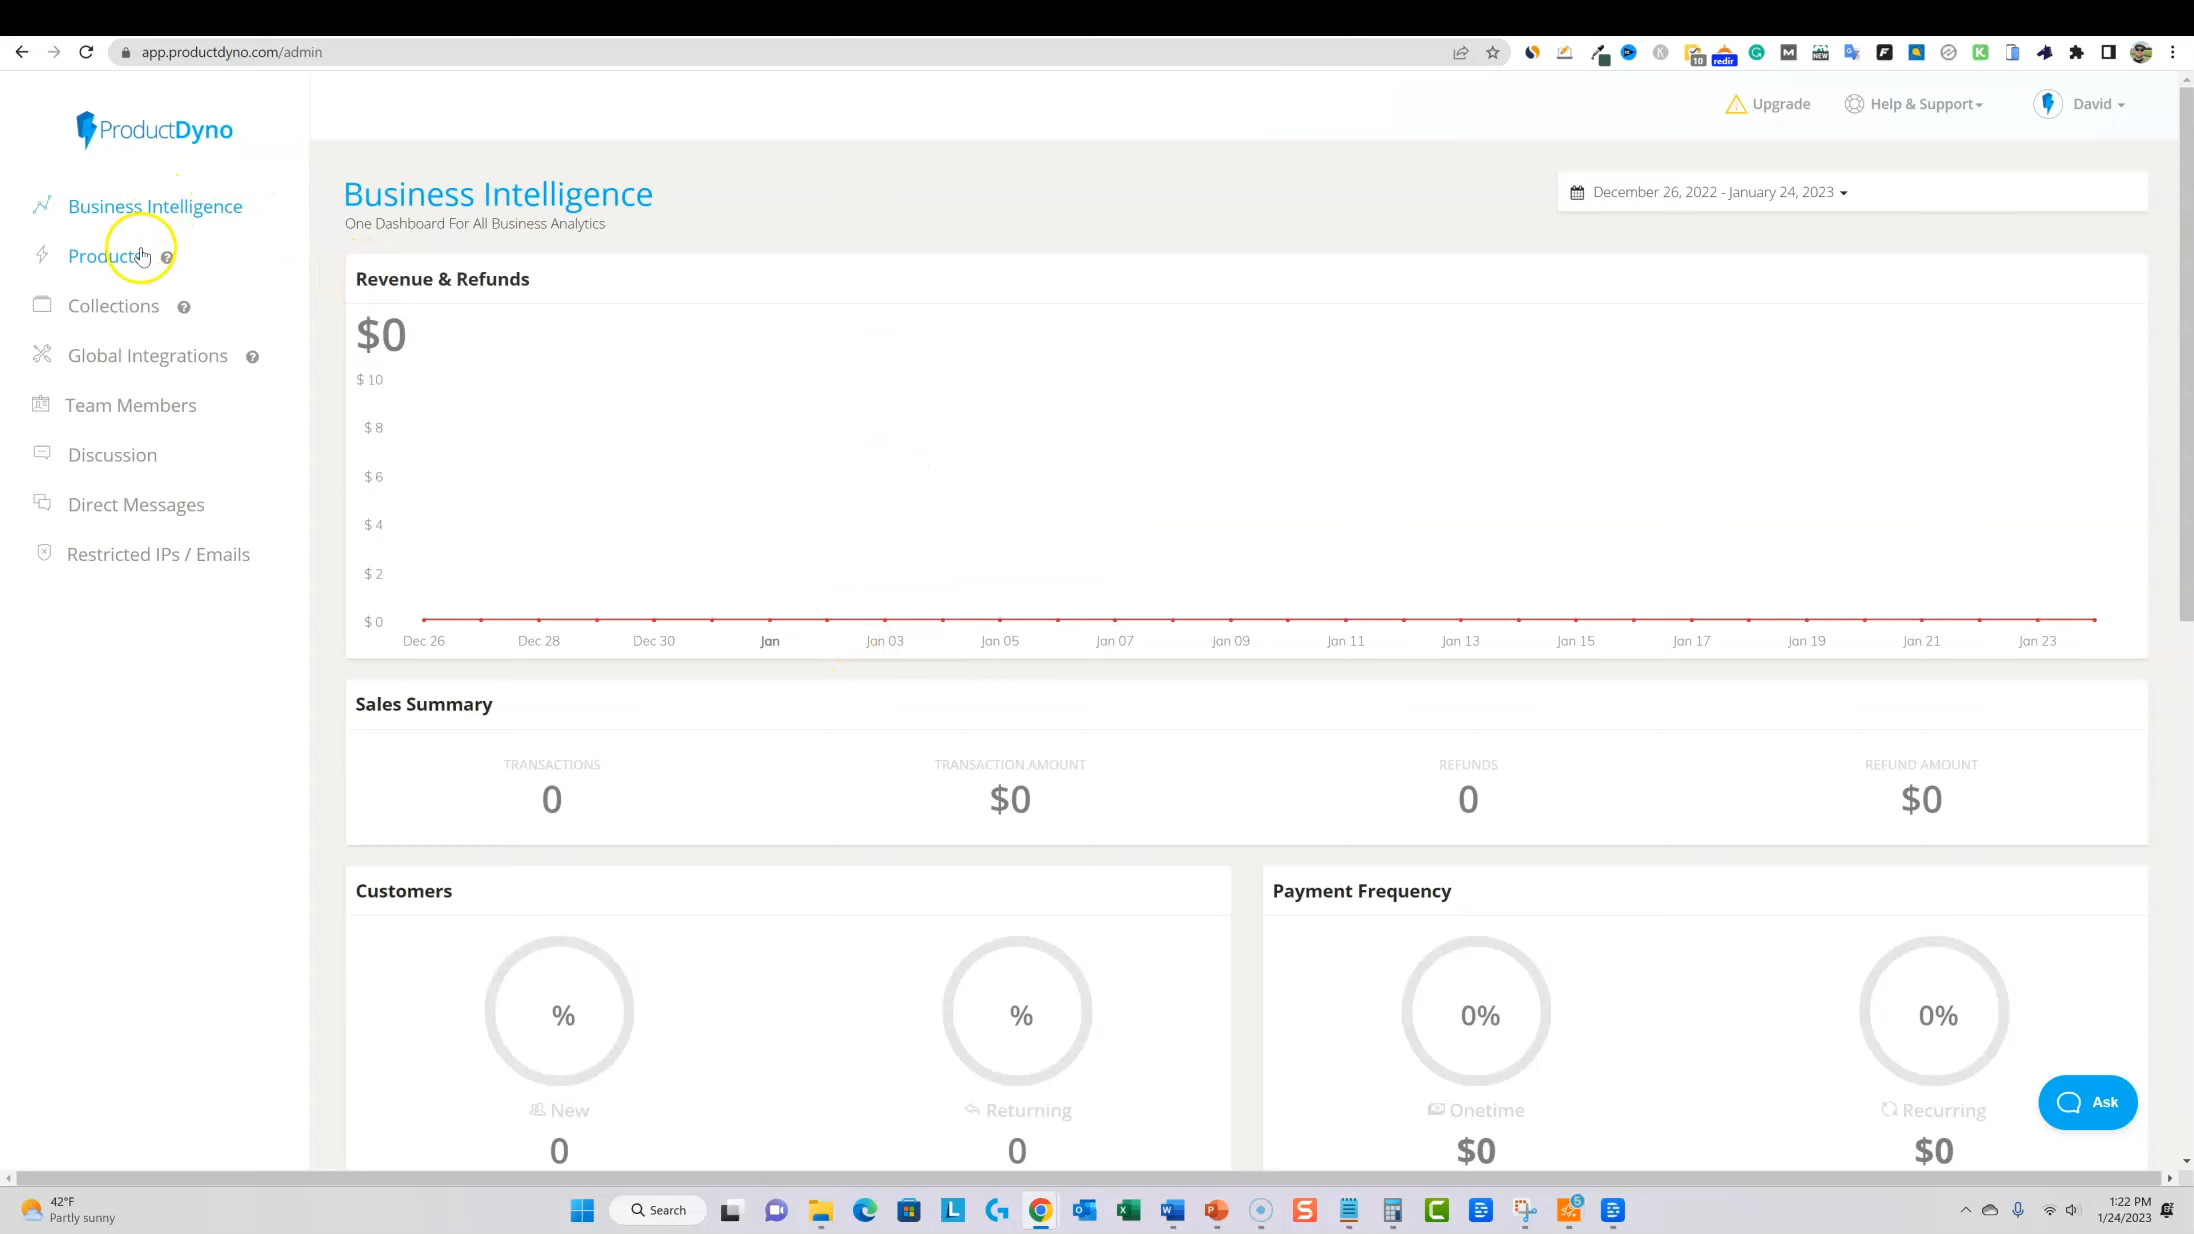 app.productdyno.com/admin
10
redir
NEW
ProductDyno
Upgrade
Help & Support
David
Business Intelligence
Products
Collections
Global Integrations
Team Members
Discussion
Direct Messages
Restricted IPs / Emails
Business Intelligence
One Dashboard For All Business Analytics
December 26, 2022 - January 24, 2023
Revenue & Refunds
$0
$ 10
$ 8
$ 6
$ 4
$ 2
$ 0
Dec 26 Dec 28 Dec 30 Jan Jan 03 Jan 05 Jan 07 Jan 09 Jan 11 Jan 13 Jan 15 Jan 17 Jan 19 Jan 21 Jan 23
Sales Summary
TRANSACTIONS TRANSACTION AMOUNT REFUNDS REFUND AMOUNT
0 $0 0 $0
Customers
% %
New Returning
0 0
Payment Frequency
0% 0%
Onetime Recurring
$0 $0
Ask
42°F
Partly sunny
Search
5
1:22 PM
1/24/2023